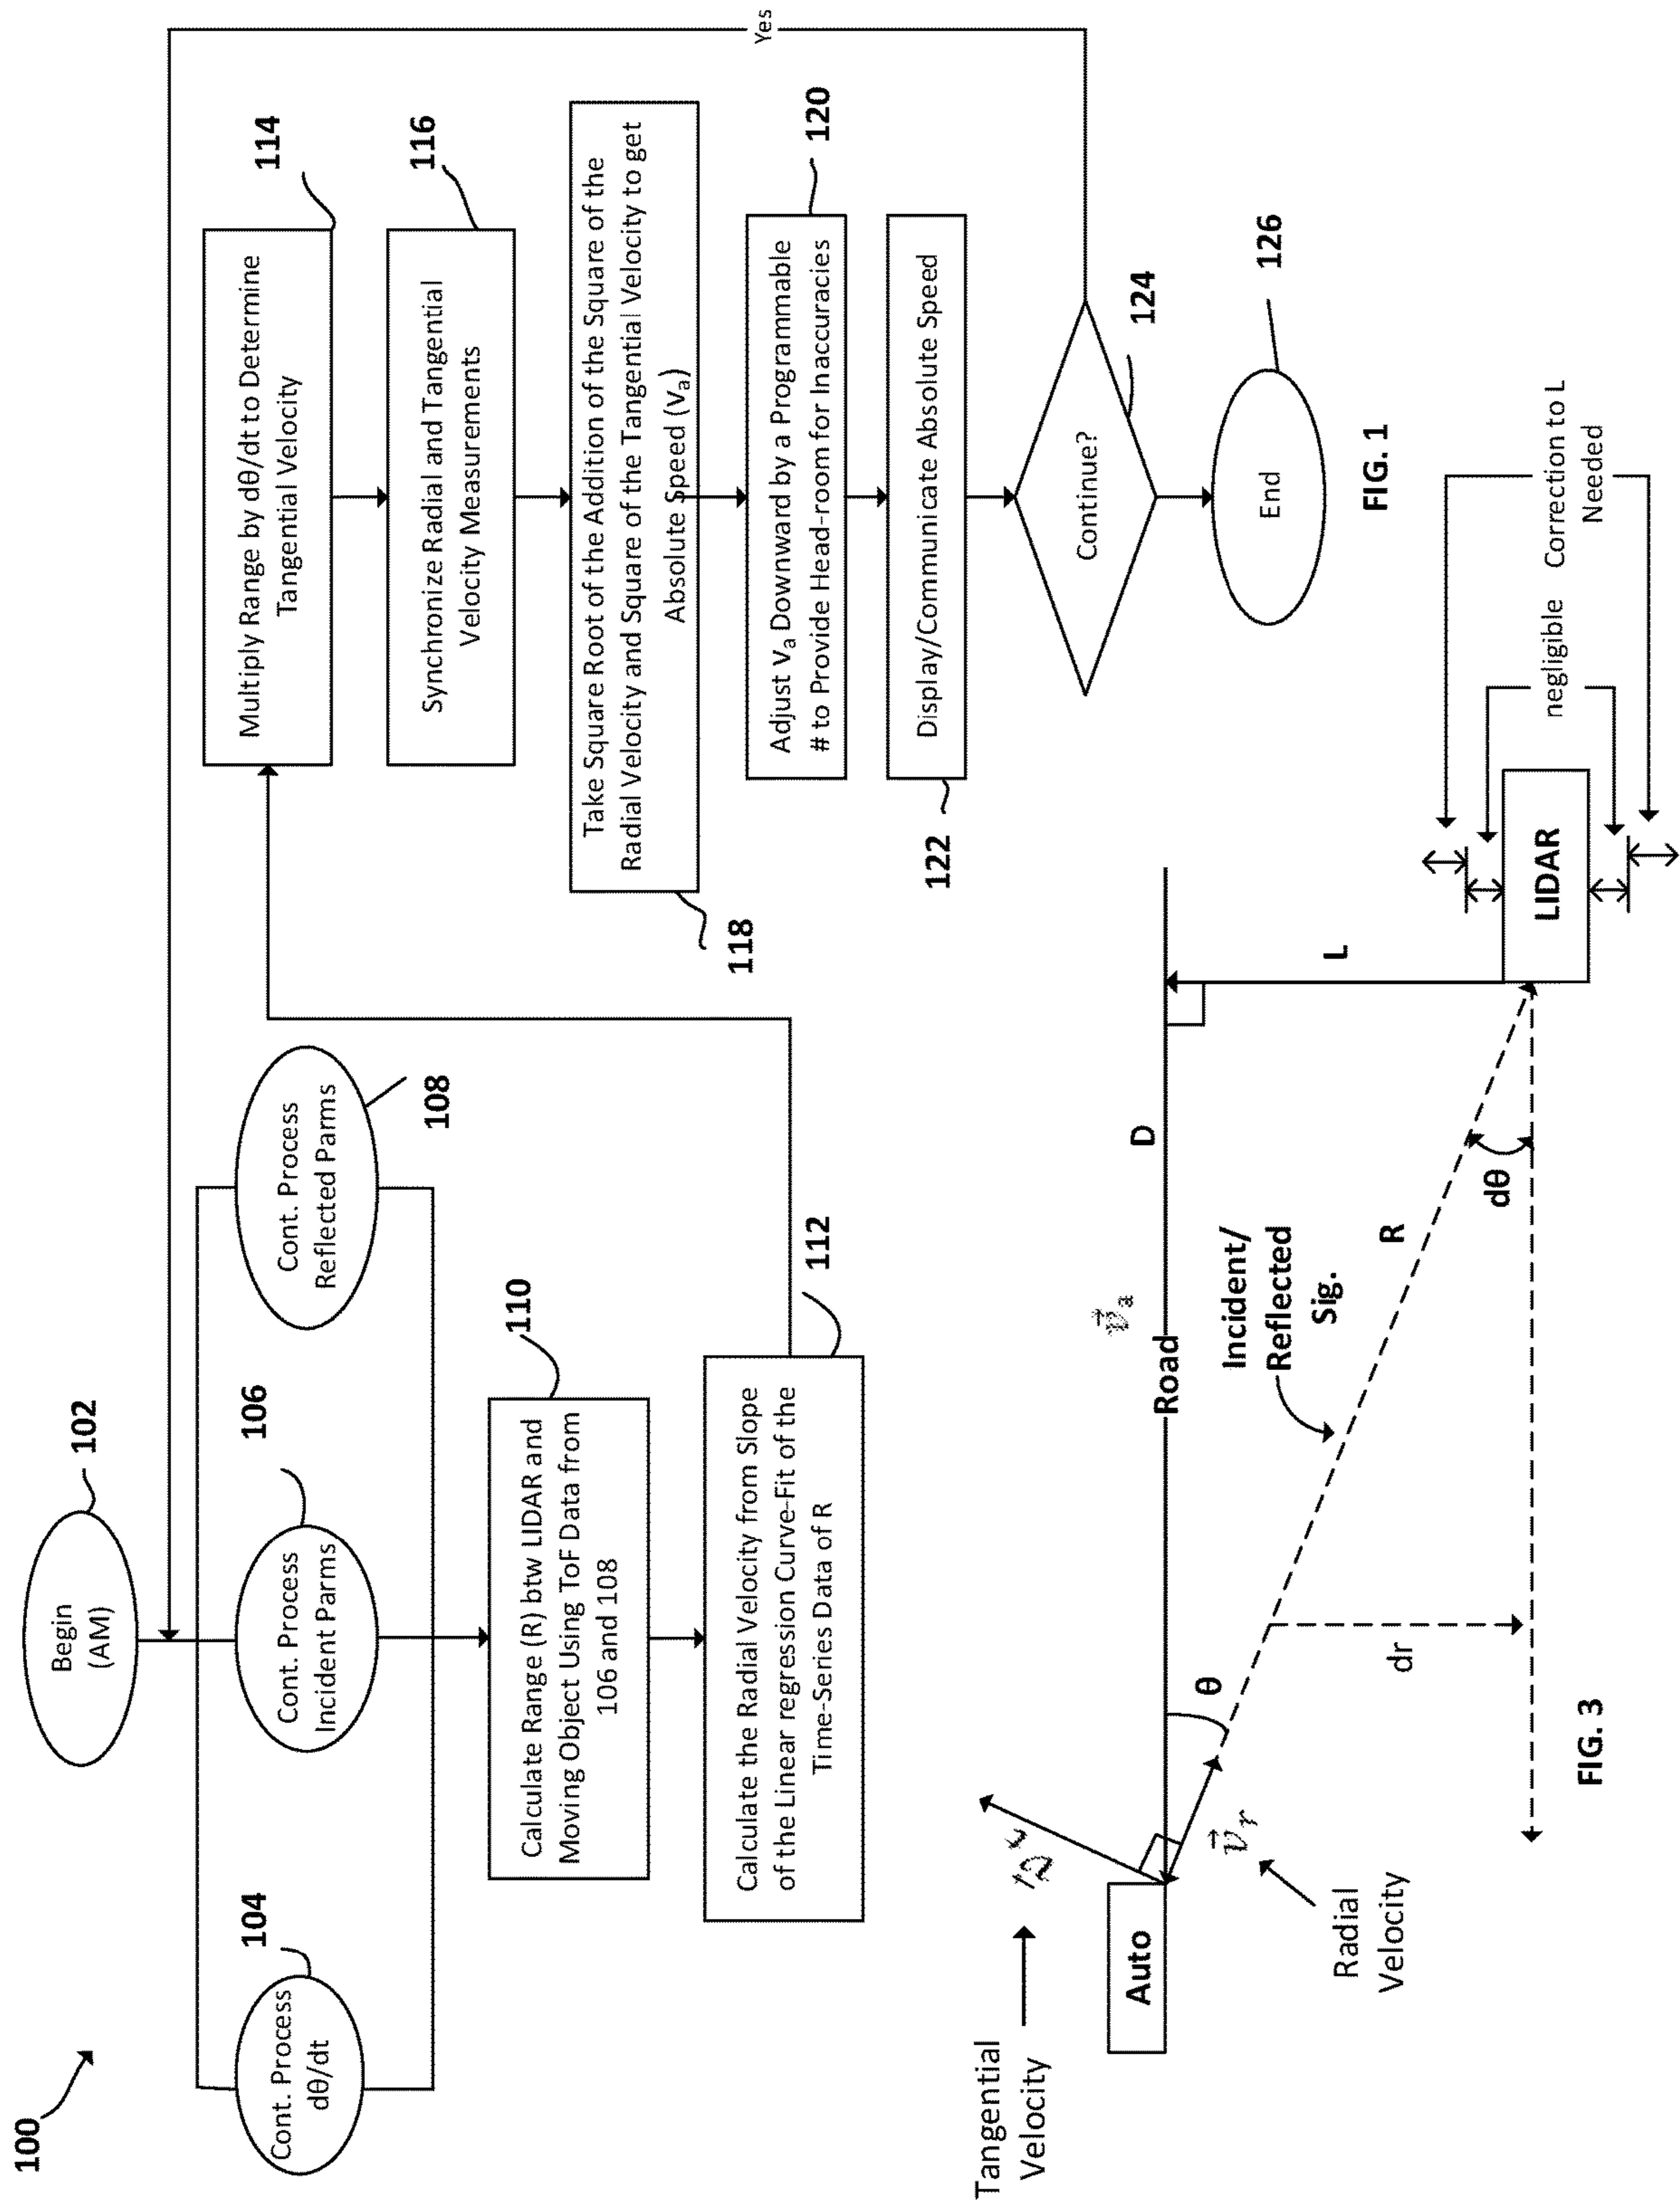 100
Begin
(AM)
102
Cont. Process
dθ/dt
104
Cont. Process
Incident Parms
106
Cont. Process
Reflected Parms
108
Calculate Range (R) btw LIDAR and
Moving Object Using ToF Data from
106 and 108
110
Calculate the Radial Velocity from Slope
of the Linear regression Curve-Fit of the
Time-Series Data of R
112
Multiply Range by dθ/dt to Determine
Tangential Velocity
114
Synchronize Radial and Tangential
Velocity Measurements
116
Take Square Root of the Addition of the Square of the
Radial Velocity and Square of the Tangential Velocity to get
Absolute Speed (va)
118
Adjust va Downward by a Programmable
# to Provide Head-room for Inaccuracies
120
Display/Communicate Absolute Speed
122
Continue?
124
Yes
End
126
FIG. 1
Tangential
Velocity
Auto
v⃗r
Radial
Velocity
θ
Road
v⃗a
D
L
Incident/
Reflected
Sig.
R
dr
dθ
LIDAR
negligible
Correction to L
Needed
FIG. 3